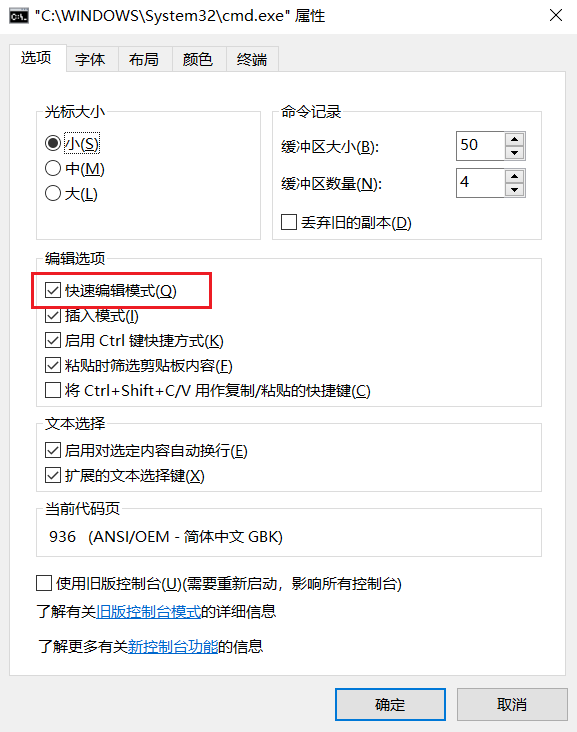 "C:\WINDOWS\System32\cmd.exe" 属性
选项 字体 布局 颜色 终端
光标大小
小(S)
中(M)
大(L)
命令记录
缓冲区大小(B): 50
缓冲区数量(N): 4
丢弃旧的副本(D)
编辑选项
快速编辑模式(Q)
插入模式(I)
启用 Ctrl 键快捷方式(K)
粘贴时筛选剪贴板内容(F)
将 Ctrl+Shift+C/V 用作复制/粘贴的快捷键(C)
文本选择
启用对选定内容自动换行(E)
扩展的文本选择键(X)
当前代码页
936 (ANSI/OEM - 简体中文 GBK)
使用旧版控制台(U)(需要重新启动，影响所有控制台)
了解有关旧版控制台模式的详细信息
了解更多有关新控制台功能的信息
确定 取消